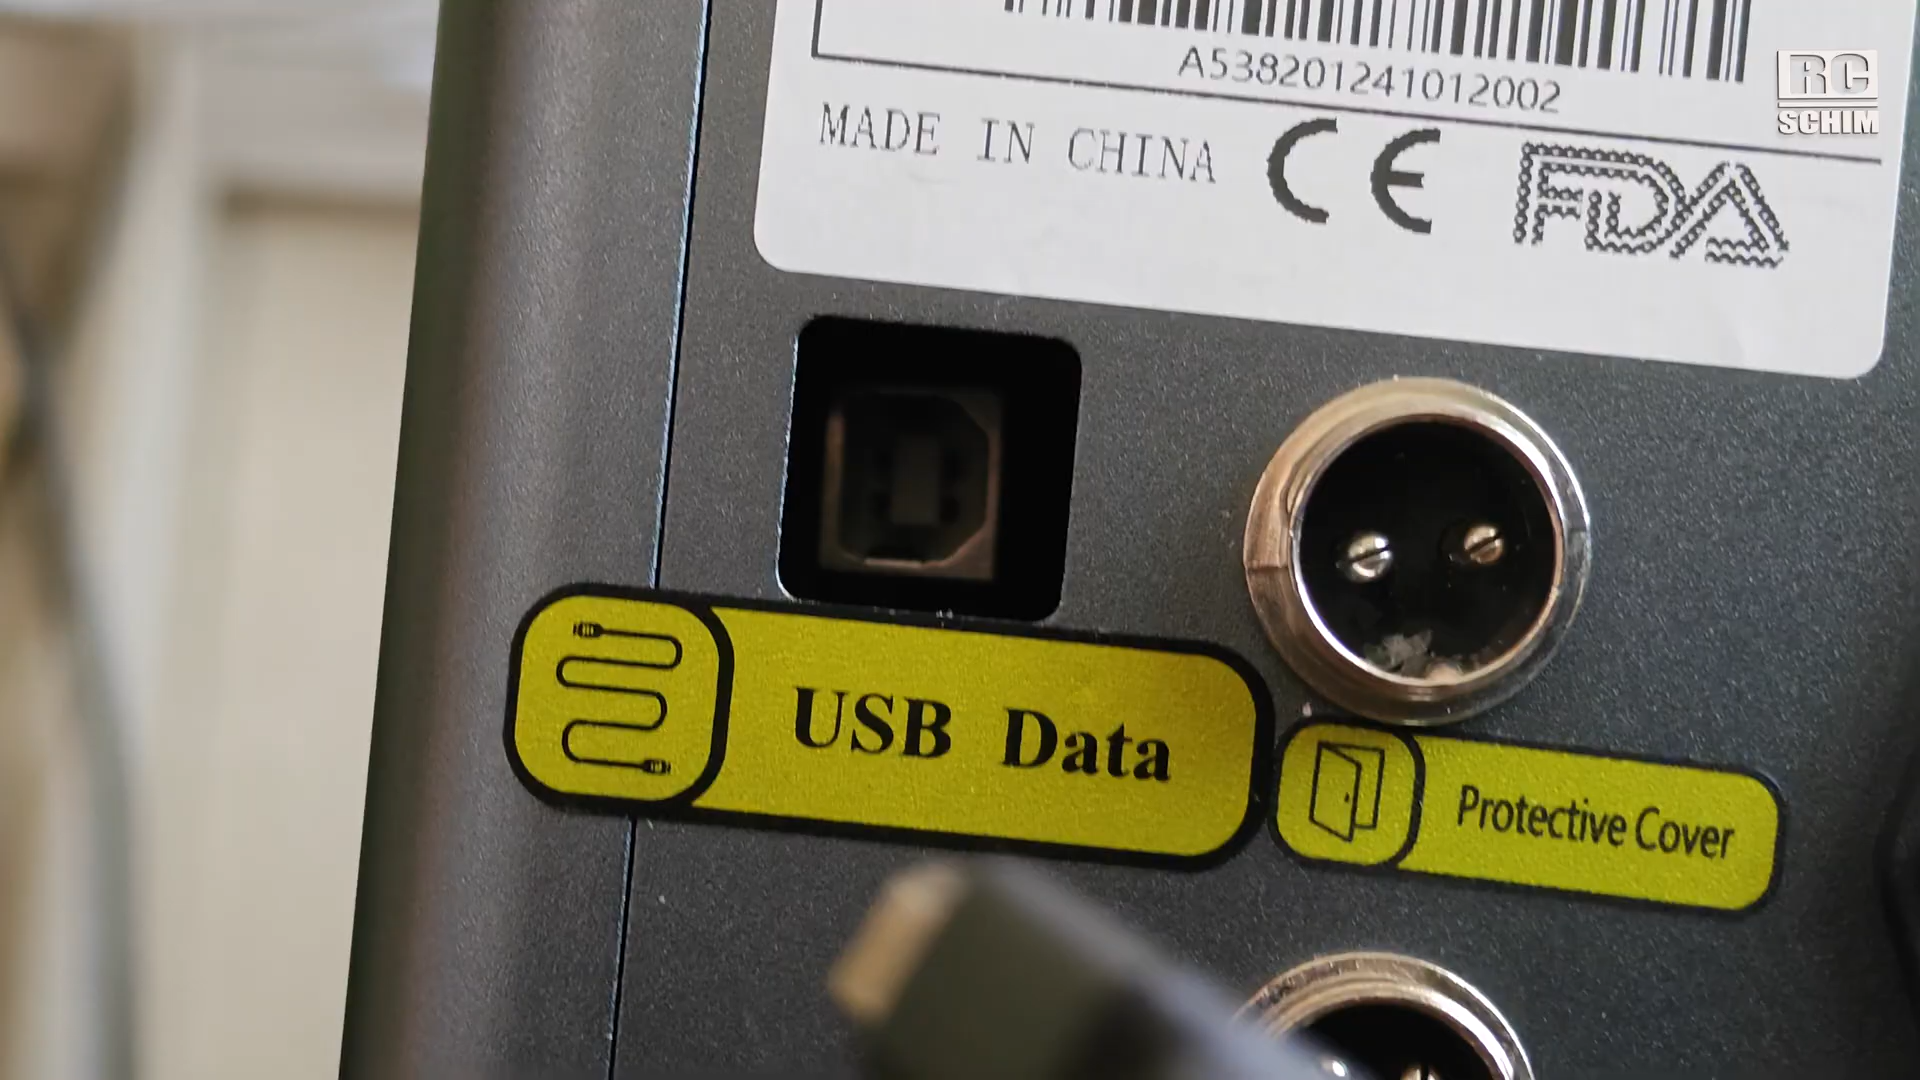 A538201241012002
MADE IN CHINA CE FDA
RC
SCHIM
USB Data
Protective Cover